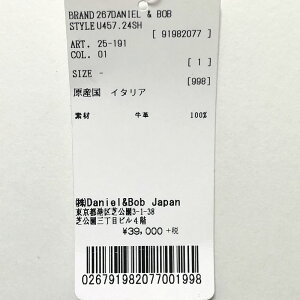 BRAND 267DANIEL & BOB
STYLE U457.24SH
[ 91982077 ]
ART. 25-191
COL. 01
[ 1 ]
SIZE -
[998]
原産国 イタリア
素材 牛革 100%
㈱Daniel&Bob Japan
東京都港区芝公園3-1-38
芝公園三丁目ビル4階
¥39,000 +税
026791982077001998